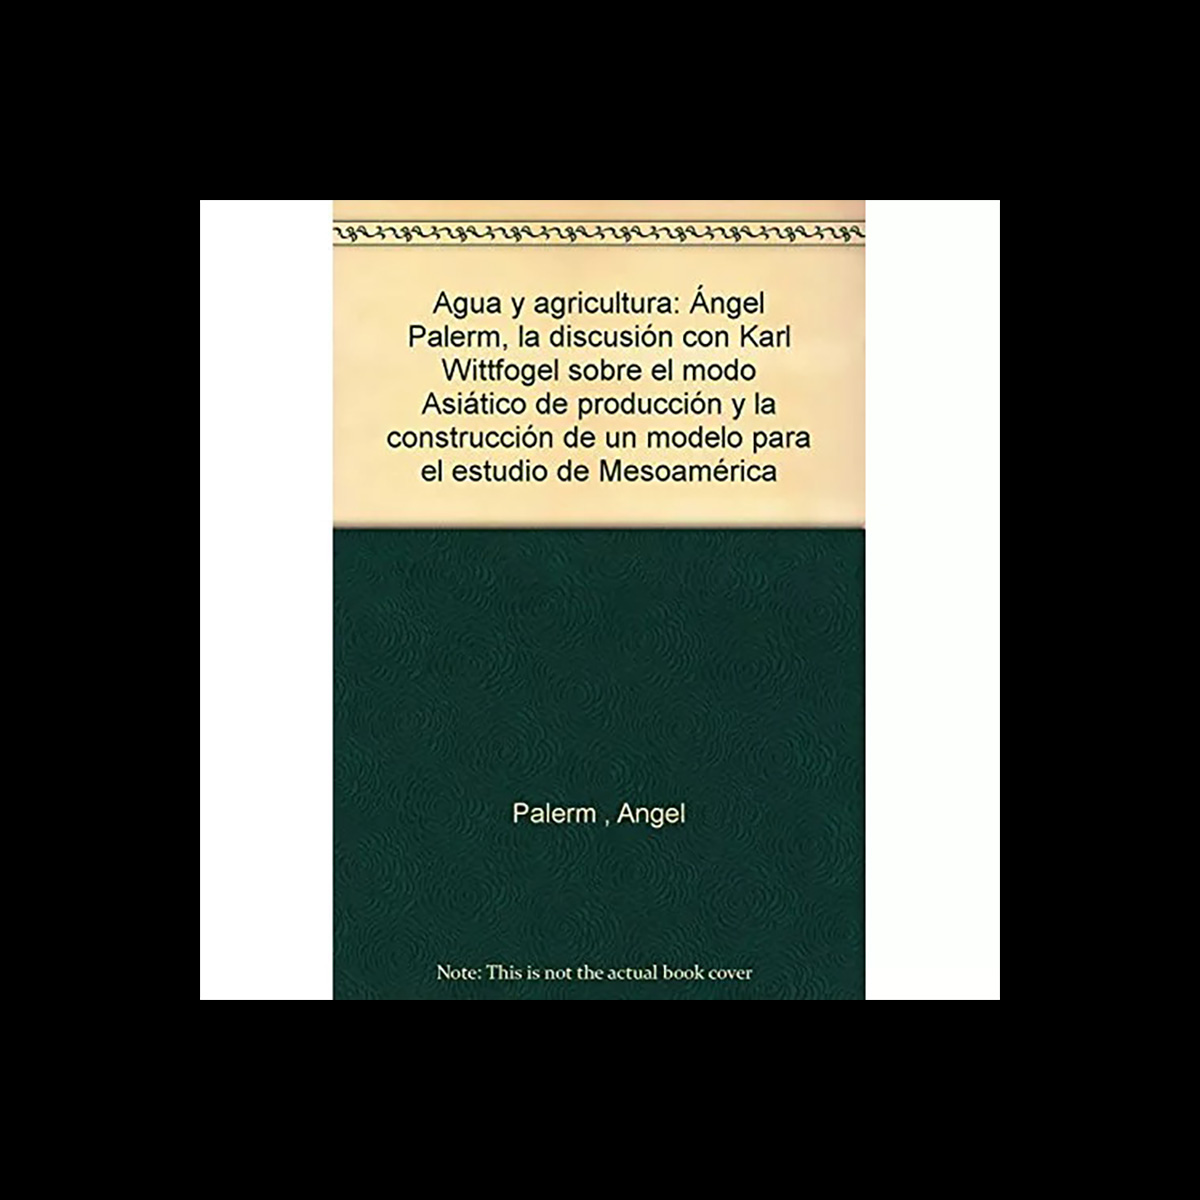 Agua y agricultura: Ángel
Palerm, la discusión con Karl
Wittfogel sobre el modo
Asiático de producción y la
construcción de un modelo para
el estudio de Mesoamérica
Palerm , Angel
Note: This is not the actual book cover